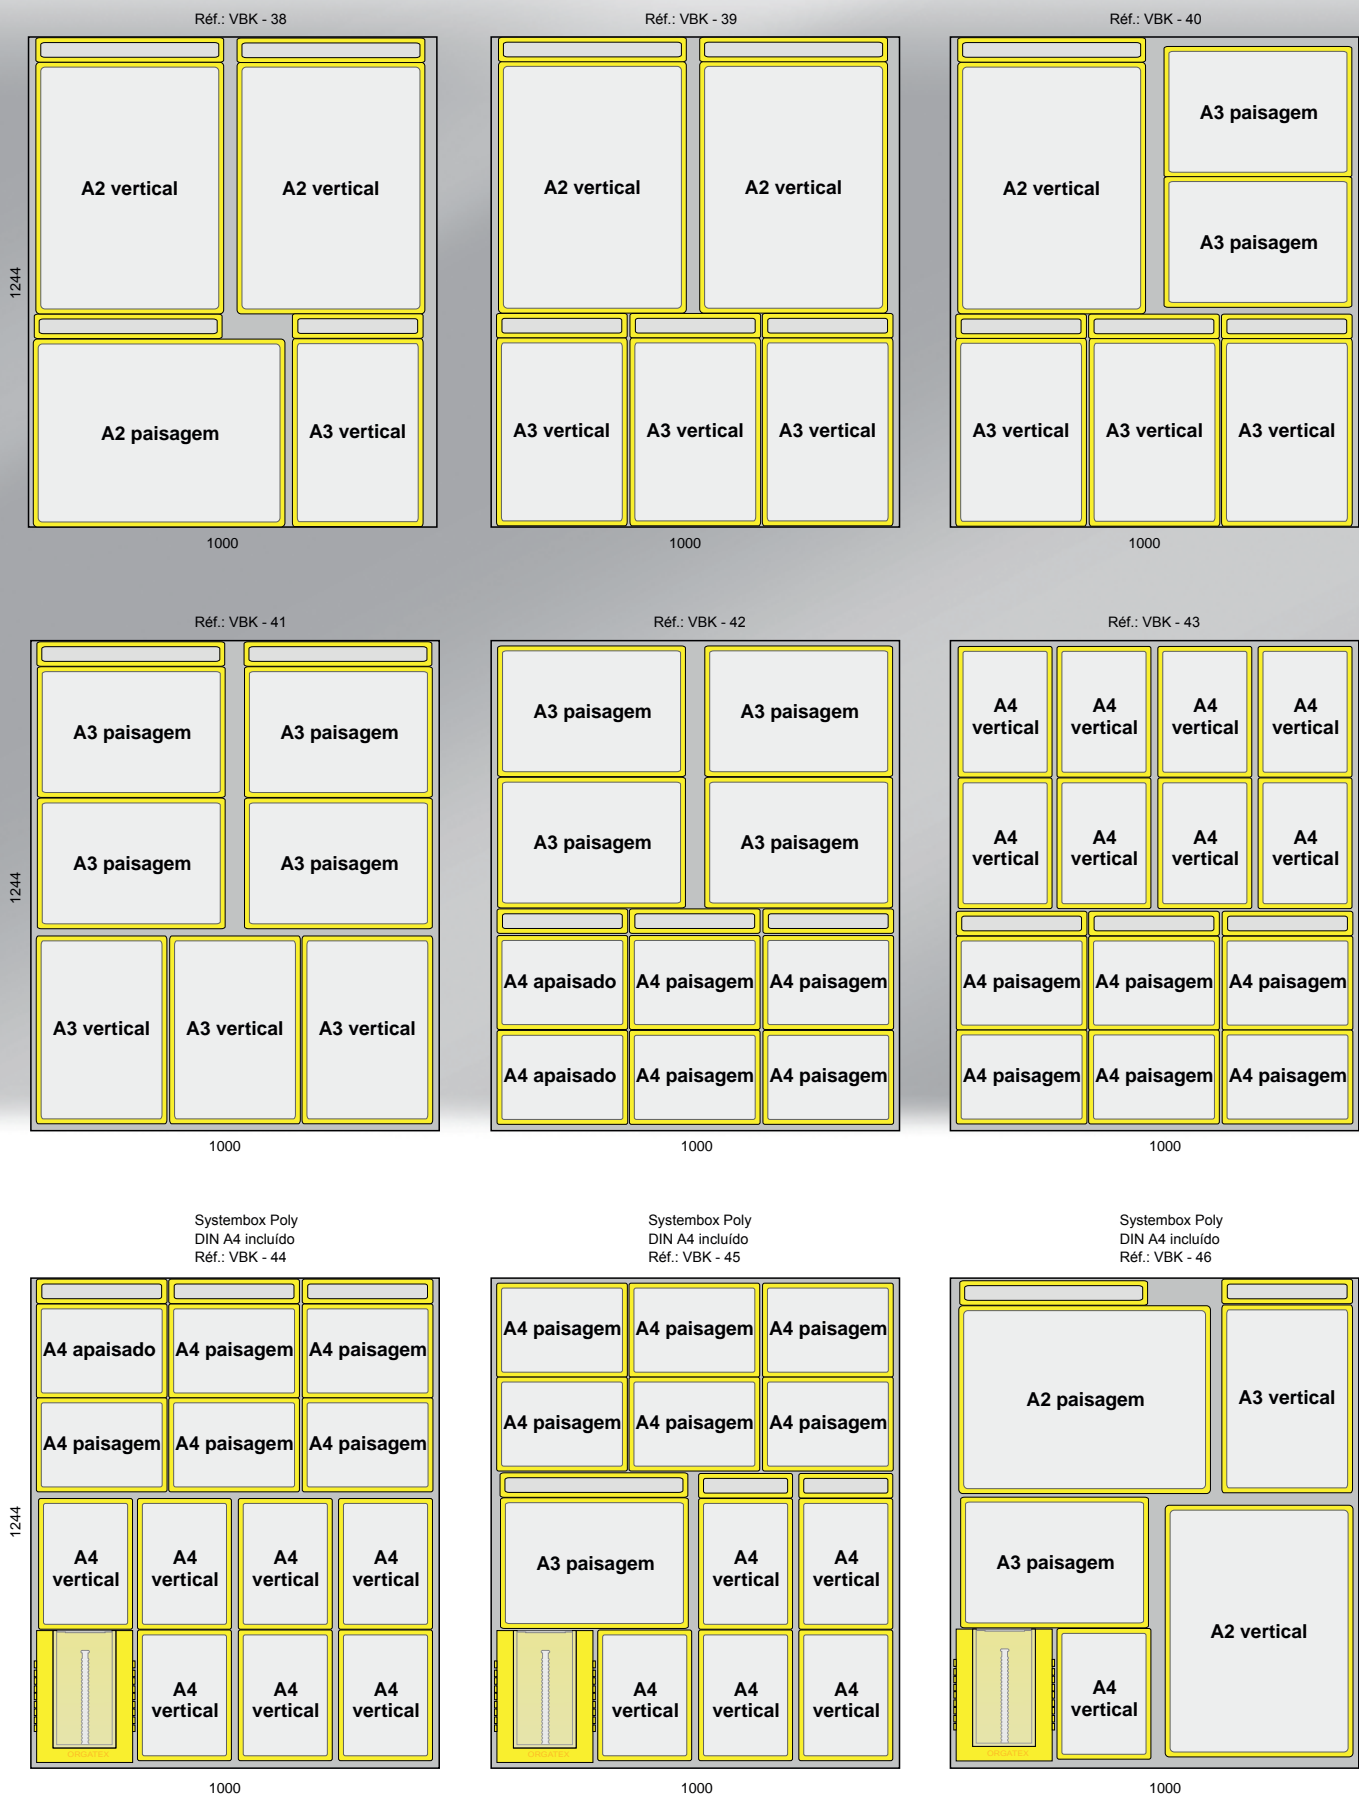 Réf.: VBK - 38
A2 vertical
A2 vertical
A2 paisagem
A3 vertical
1244
1000
Réf.: VBK - 39
A2 vertical
A2 vertical
A3 vertical
A3 vertical
A3 vertical
1000
Réf.: VBK - 40
A2 vertical
A3 paisagem
A3 paisagem
A3 vertical
A3 vertical
A3 vertical
1000
Réf.: VBK - 41
A3 paisagem
A3 paisagem
A3 paisagem
A3 paisagem
A3 vertical
A3 vertical
A3 vertical
1244
1000
Réf.: VBK - 42
A3 paisagem
A3 paisagem
A3 paisagem
A3 paisagem
A4 apaisado
A4 paisagem
A4 paisagem
A4 apaisado
A4 paisagem
A4 paisagem
1000
Réf.: VBK - 43
A4
vertical
A4
vertical
A4
vertical
A4
vertical
A4
vertical
A4
vertical
A4
vertical
A4
vertical
A4 paisagem
A4 paisagem
A4 paisagem
A4 paisagem
A4 paisagem
A4 paisagem
1000
Systembox Poly
DIN A4 incluído
Réf.: VBK - 44
A4 apaisado
A4 paisagem
A4 paisagem
A4 paisagem
A4 paisagem
A4 paisagem
A4
vertical
A4
vertical
A4
vertical
A4
vertical
A4
vertical
A4
vertical
A4
vertical
ORGATEX
1244
1000
Systembox Poly
DIN A4 incluído
Réf.: VBK - 45
A4 paisagem
A4 paisagem
A4 paisagem
A4 paisagem
A4 paisagem
A4 paisagem
A3 paisagem
A4
vertical
A4
vertical
A4
vertical
A4
vertical
A4
vertical
ORGATEX
1000
Systembox Poly
DIN A4 incluído
Réf.: VBK - 46
A2 paisagem
A3 vertical
A3 paisagem
A2 vertical
A4
vertical
ORGATEX
1000